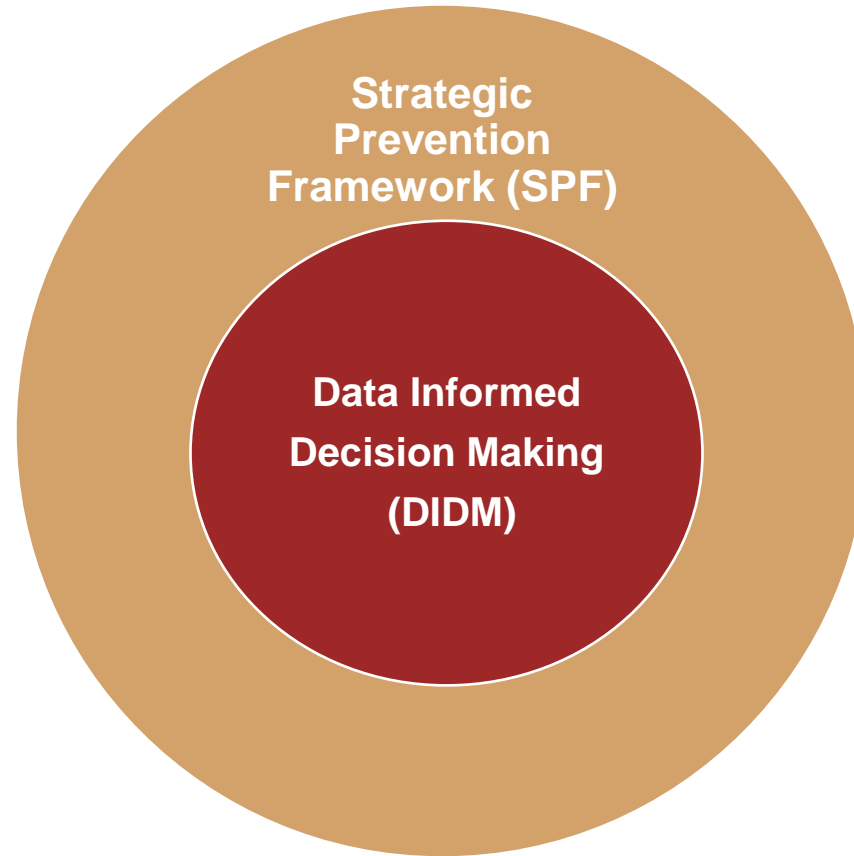 Strategic
Prevention
Framework (SPF)
Data Informed
Decision Making
(DIDM)